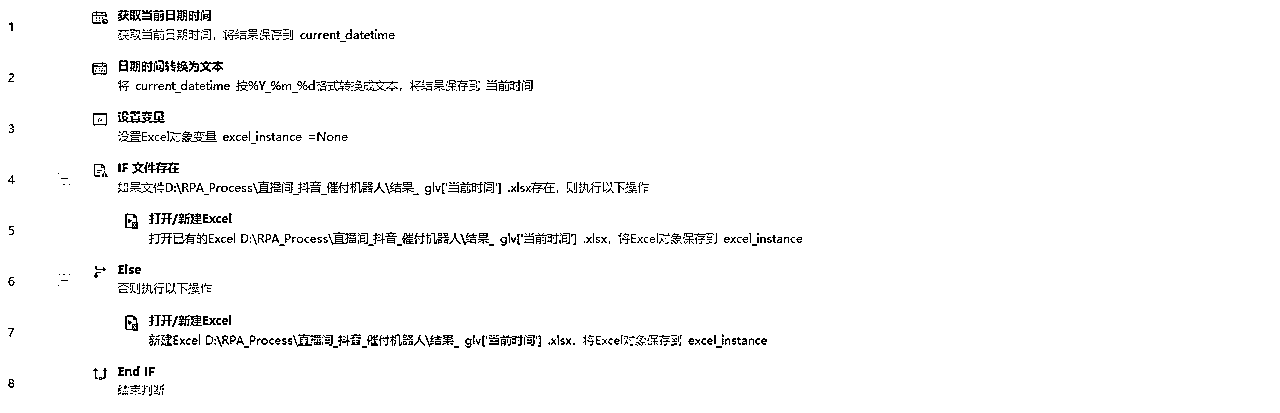 1
获取当前日期时间
获取当前日期时间，将结果保存到 current_datetime
2
日期时间转换为文本
将 current_datetime 按%Y_%m_%d格式转换成文本，将结果保存到 当前时间
3
设置变量
设置Excel对象变量 excel_instance =None
4
IF 文件存在
如果文件D:\RPA_Process\直播间_抖音_催付机器人\结果_ glv['当前时间'] .xlsx存在，则执行以下操作
5
打开/新建Excel
打开已有的Excel D:\RPA_Process\直播间_抖音_催付机器人\结果_ glv['当前时间'] .xlsx，将Excel对象保存到 excel_instance
6
Else
否则执行以下操作
7
打开/新建Excel
新建Excel D:\RPA_Process\直播间_抖音_催付机器人\结果_ glv['当前时间'] .xlsx，将Excel对象保存到 excel_instance
8
End IF
结束判断